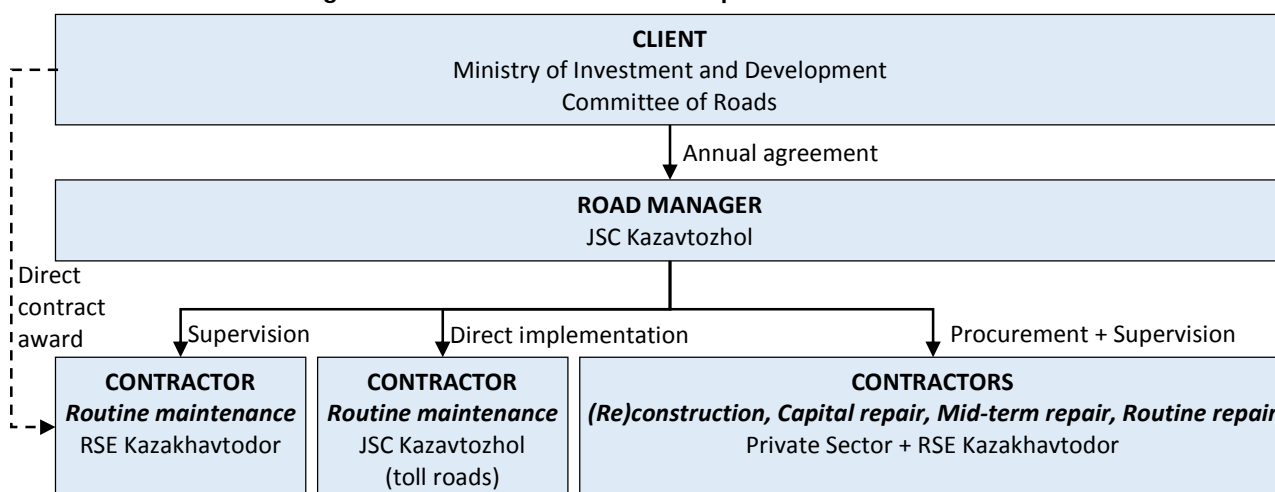 CLIENT
Ministry of Investment and Development
Committee of Roads
Annual agreement
ROAD MANAGER
JSC Kazavtozhol
Direct
contract
award
Supervision
Direct implementation
Procurement + Supervision
CONTRACTOR
Routine maintenance
RSE Kazakhavtodor
CONTRACTOR
Routine maintenance
JSC Kazavtozhol
(toll roads)
CONTRACTORS
(Re)construction, Capital repair, Mid-term repair, Routine repair
Private Sector + RSE Kazakhavtodor